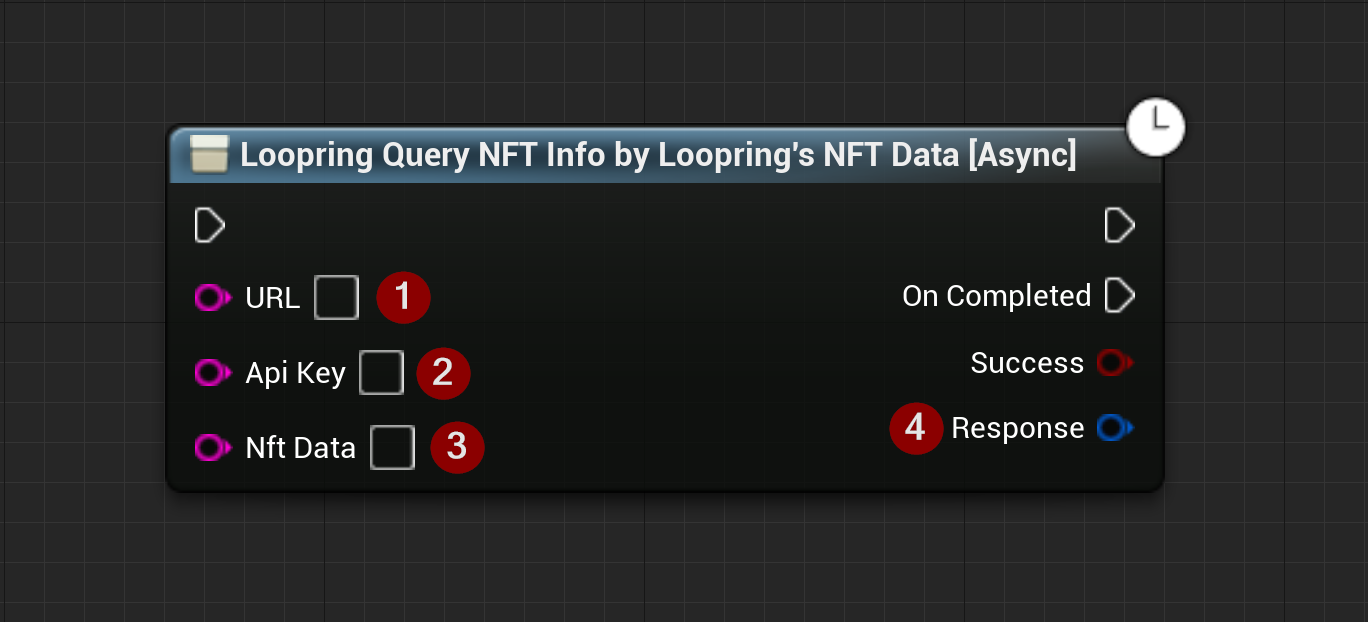 Loopring Query NFT Info by Loopring's NFT Data [Async]
URL 1
On Completed
Api Key 2
Success
Nft Data 3
4 Response